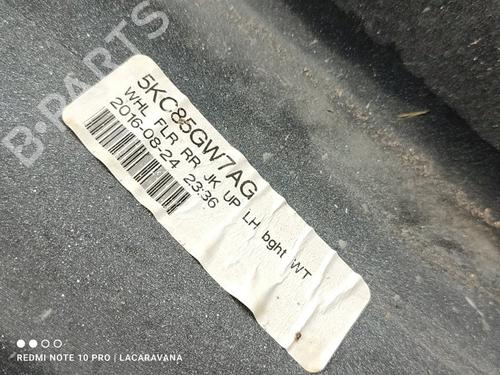 B-PARTS
5KC85GW7AG
WHL FLR RR JK UP LH bght WT
2016-08-24 23:36
REDMI NOTE 10 PRO | LACARAVANA